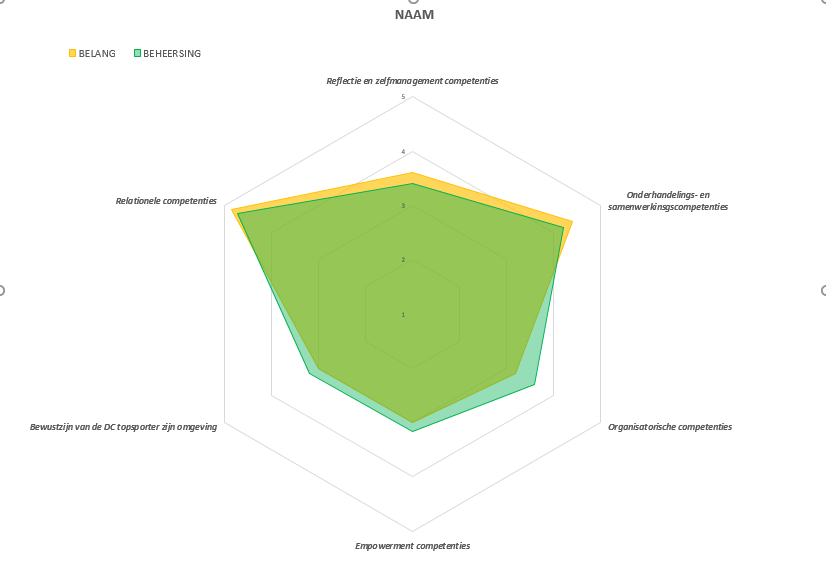 NAAM
BELANG BEHEERSING
Reflectie en zelfmanagement competenties
5
4
Relationele competenties
Onderhandelings- en
samenwerkinsgscompetenties
3
2
1
Bewustzijn van de DC topsporter zijn omgeving
Organisatorische competenties
Empowerment competenties